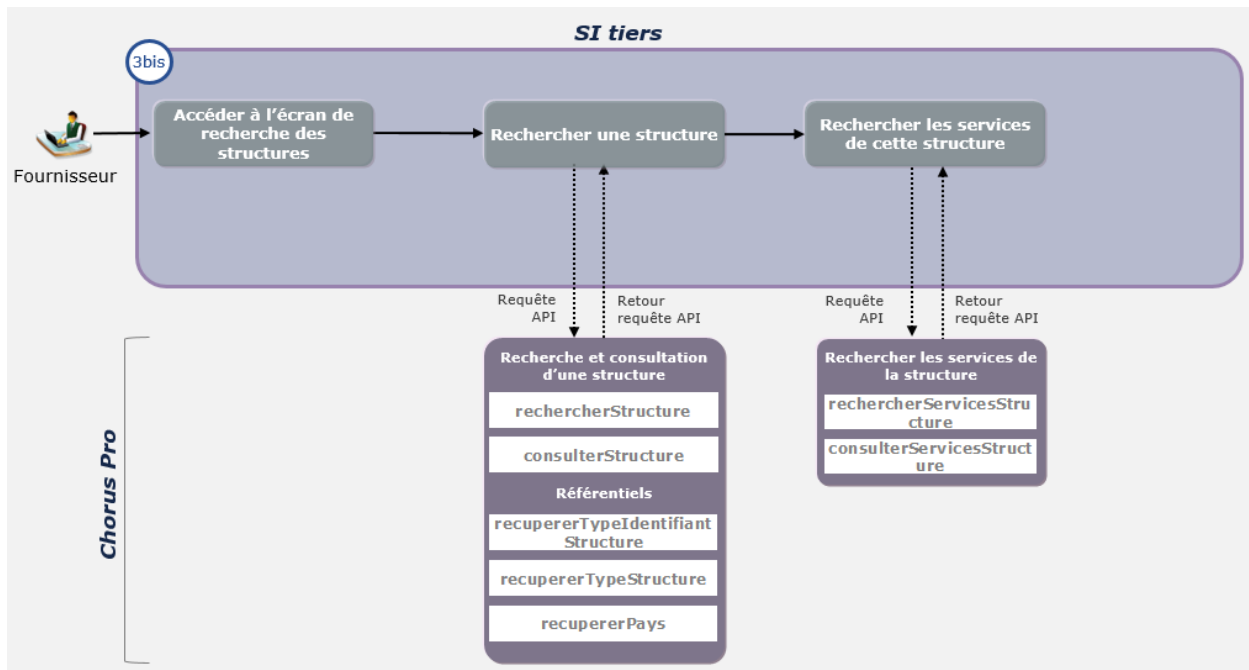 SI tiers
3bis
Accéder à l’écran de
recherche des
structures
Rechercher une structure
Rechercher les services
de cette structure
Fournisseur
Requête
API
Retour
requête API
Requête
API
Retour
requête API
Chorus Pro
Recherche et consultation
d’une structure
rechercherStructure
consulterStructure
Référentiels
recupererTypeIdentifiant
Structure
recupererTypeStructure
recupererPays
Rechercher les services de
la structure
rechercherServicesStru
cture
consulterServicesStruct
ure